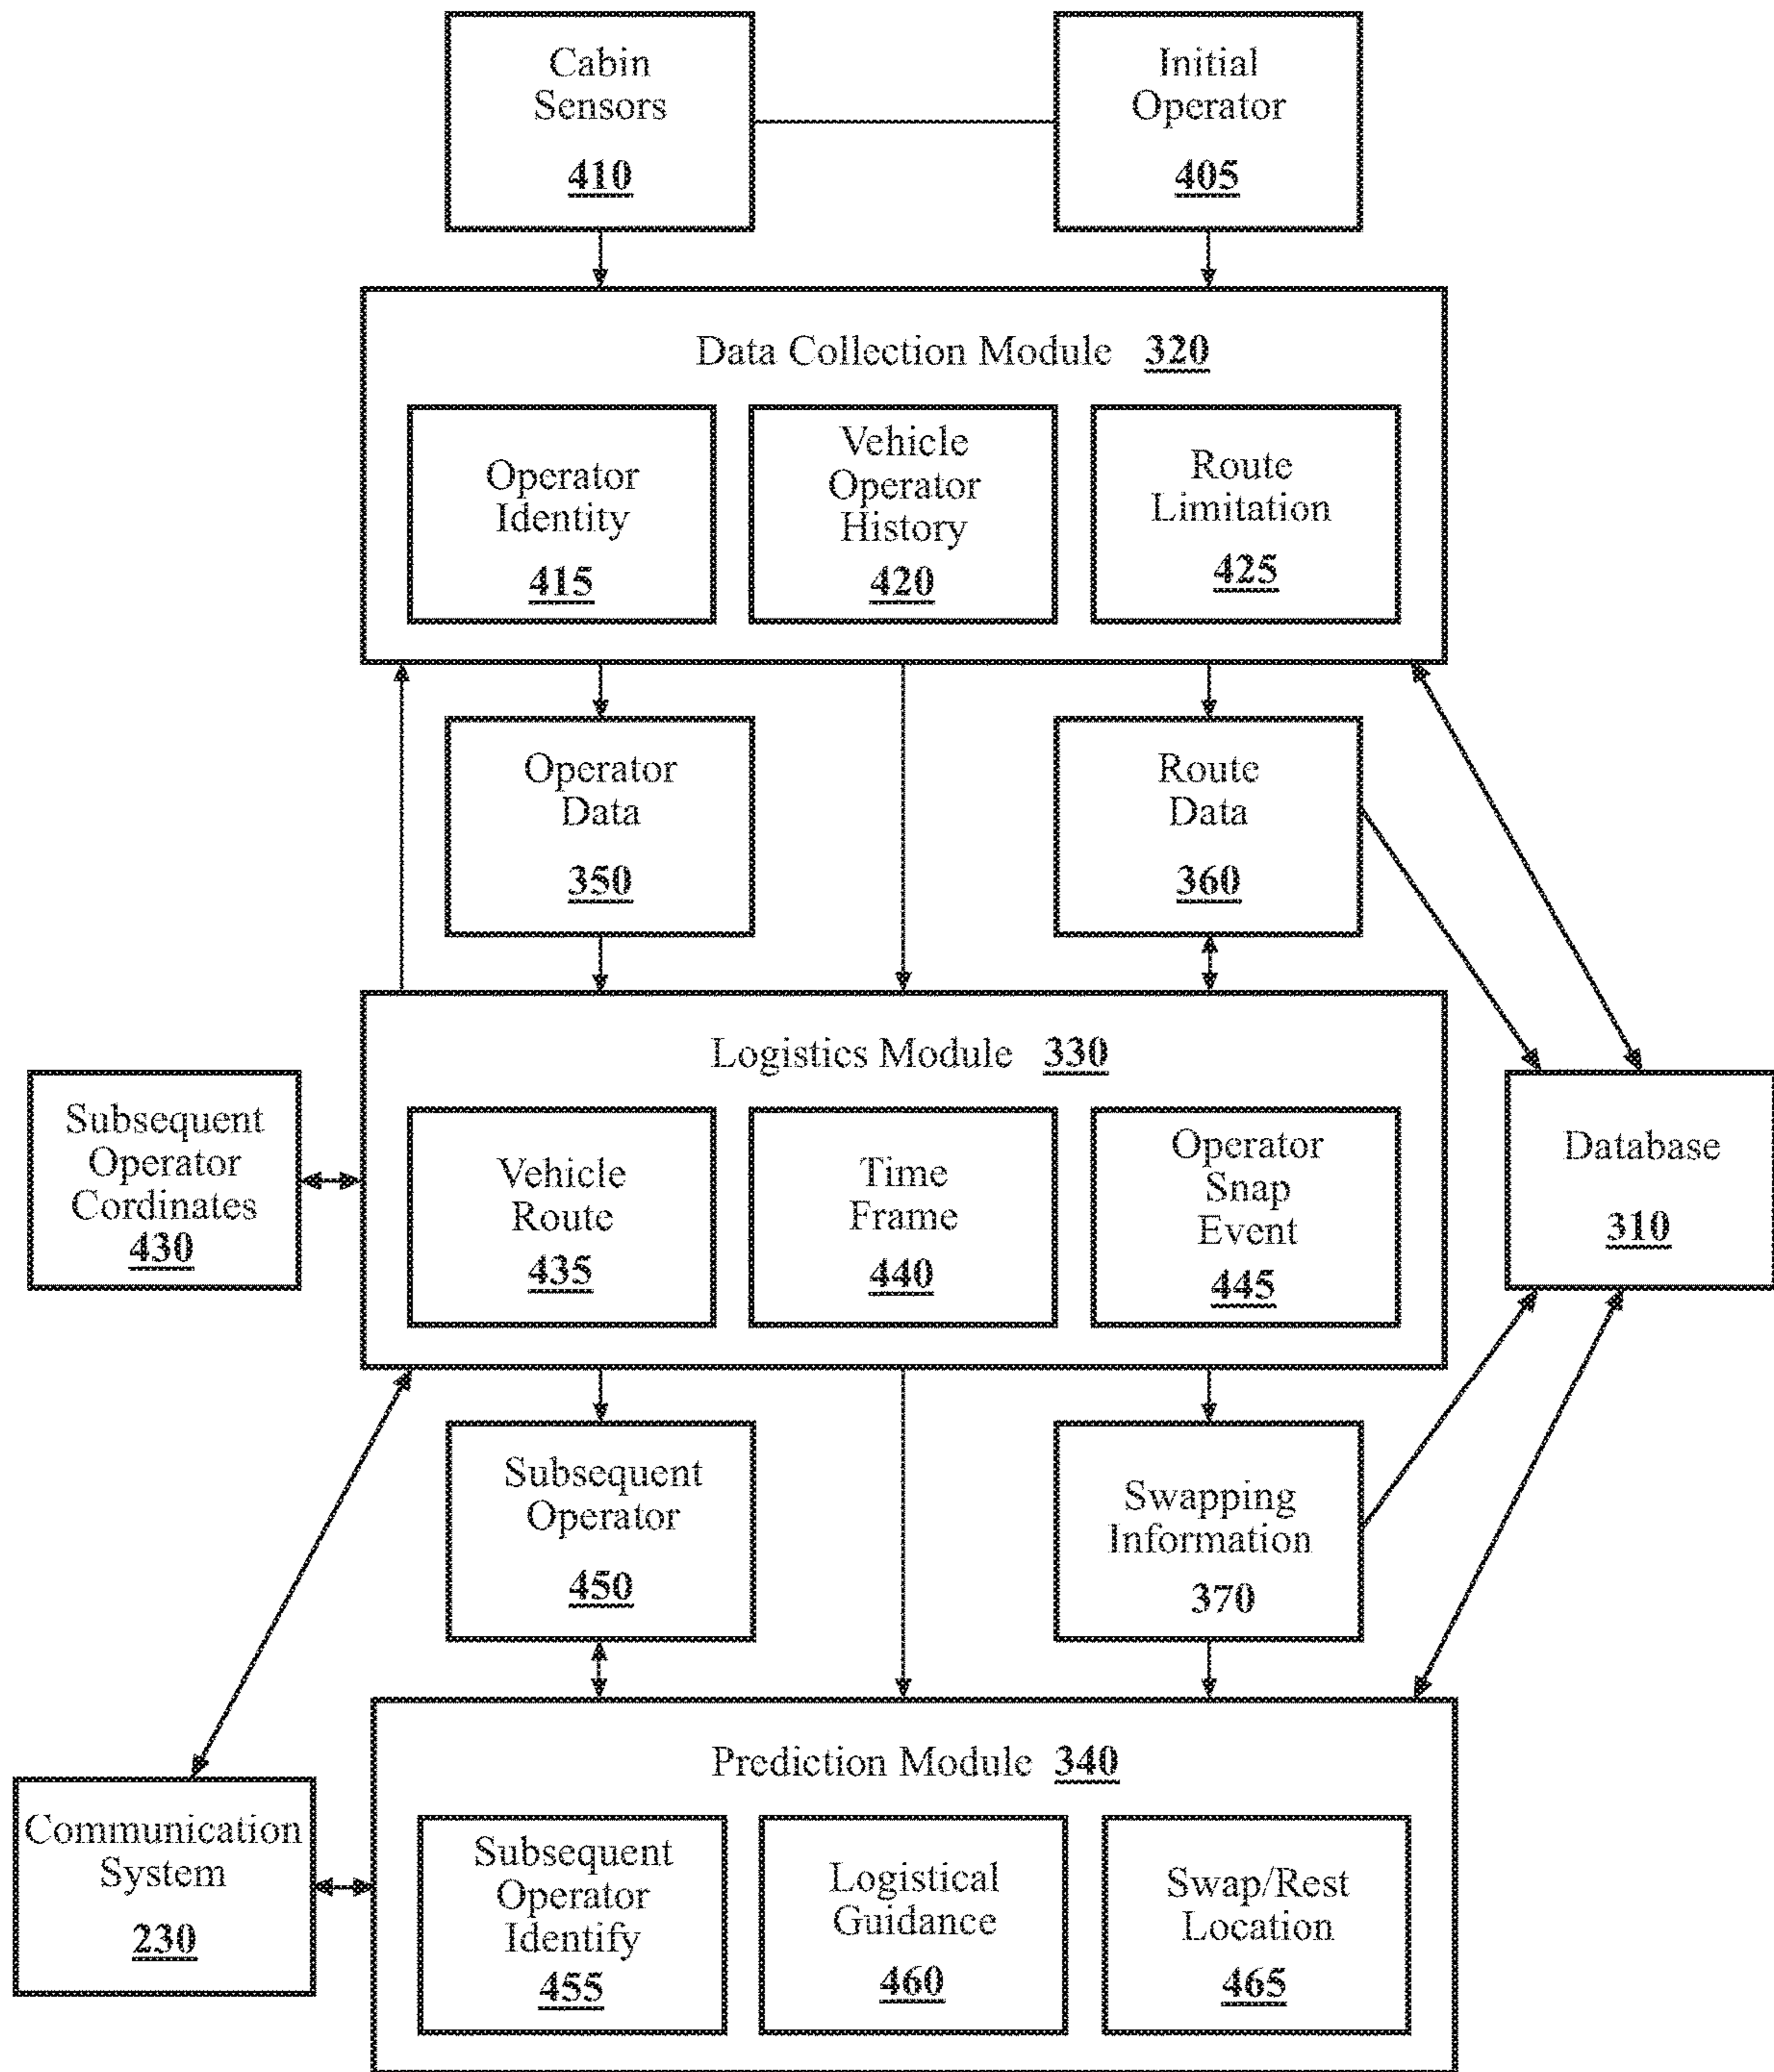 Cabin
Sensors
410
Initial
Operator
405
Data Collection Module 320
Operator
Identity
415
Vehicle
Operator
History
420
Route
Limitation
425
Operator
Data
350
Route
Data
360
Logistics Module 330
Subsequent
Operator
Cordinates
430
Vehicle
Route
435
Time
Frame
440
Operator
Snap
Event
445
Database
310
Subsequent
Operator
450
Swapping
Information
370
Prediction Module 340
Communication
System
230
Subsequent
Operator
Identify
455
Logistical
Guidance
460
Swap/Rest
Location
465